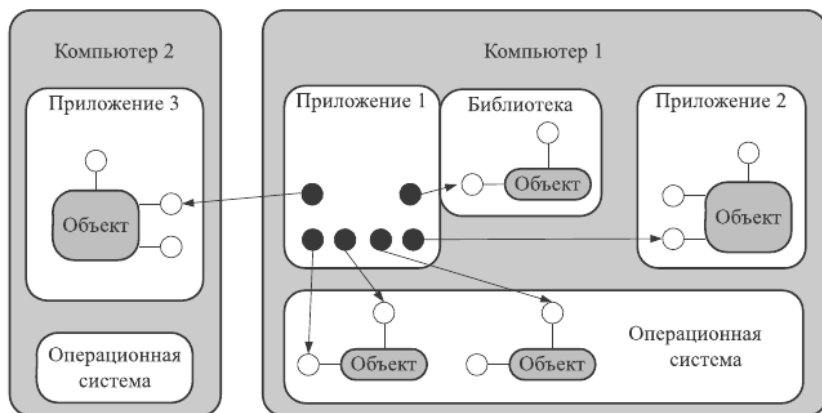 Компьютер 2
Приложение 3
Объект
Операционная
система
Компьютер 1
Приложение 1
Библиотека
Объект
Приложение 2
Объект
Объект
Объект
Операционная
система